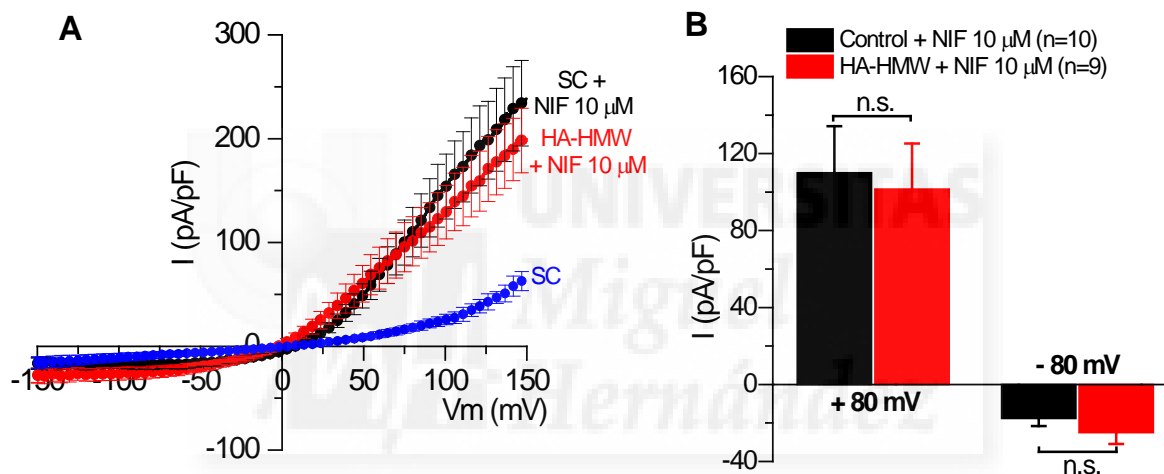 A
300
200
100
0
-100
I (pA/pF)
-150
-100
-50
0
50
100
150
Vm (mV)
SC +
NIF 10 μM
HA-HMW
+ NIF 10 μM
SC
B
Control + NIF 10 μM (n=10)
HA-HMW + NIF 10 μM (n=9)
160
120
80
40
0
-40
I (pA/pF)
n.s.
+ 80 mV
- 80 mV
n.s.
UNIVERSITAS
Miguel
Hernández